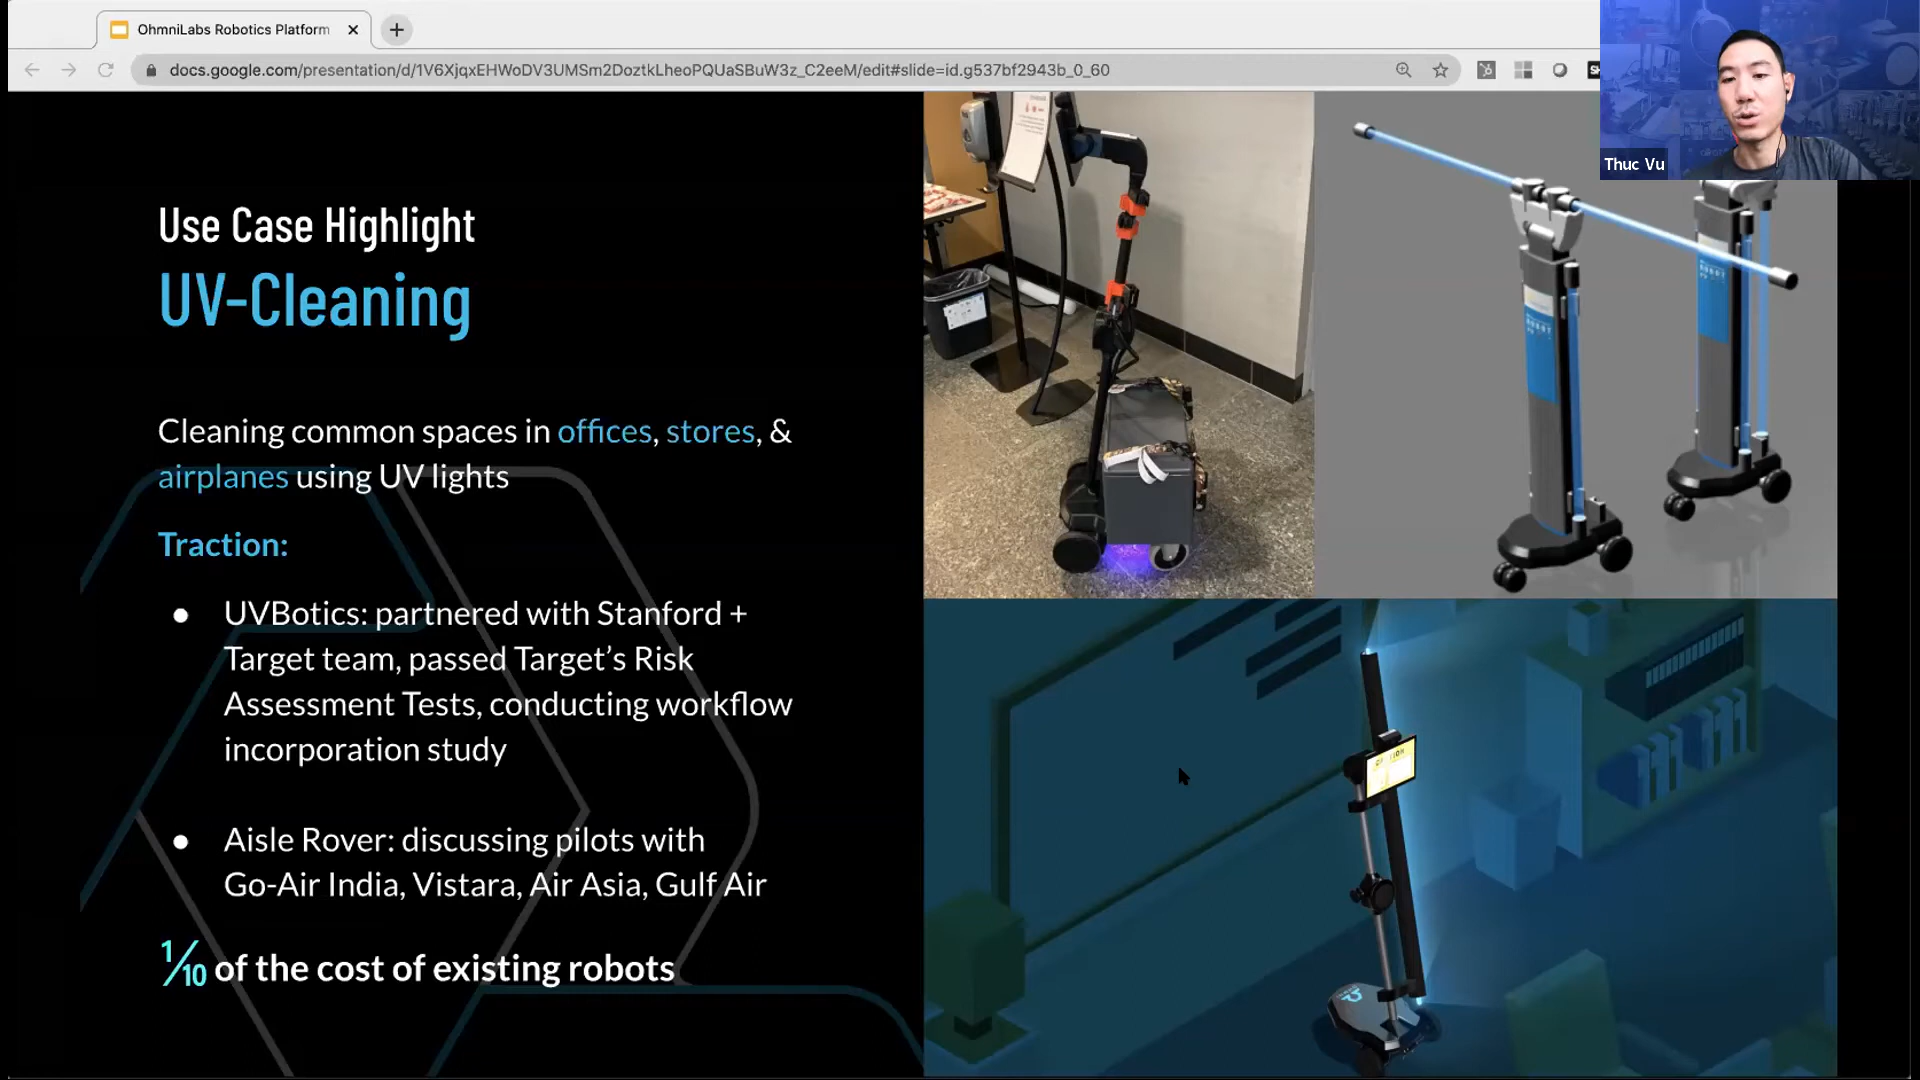 OhmniLabs Robotics Platform
docs.google.com/presentation/d/1V6XjqxEHWoDV3UMSm2DoztkLheoPQUaSBuW3z_C2eeM/edit#slide=id.g537bf2943b_0_60
Thuc Vu
Use Case Highlight
UV-Cleaning
Cleaning common spaces in offices, stores, &
airplanes using UV lights
Traction:
● UVBotics: partnered with Stanford +
Target team, passed Target's Risk
Assessment Tests, conducting workflow
incorporation study
● Aisle Rover: discussing pilots with
Go-Air India, Vistara, Air Asia, Gulf Air
1/10 of the cost of existing robots